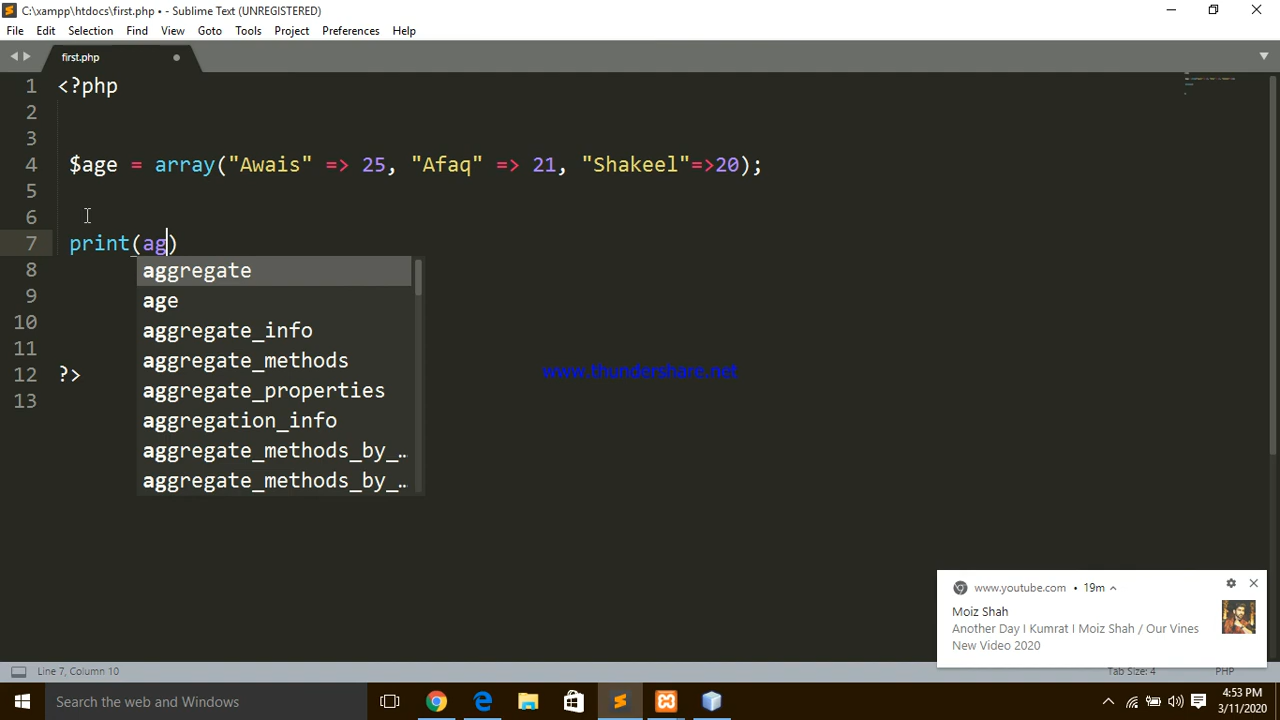 C:\xampp\htdocs\first.php • - Sublime Text (UNREGISTERED)
File Edit Selection Find View Goto Tools Project Preferences Help
first.php
1 <?php
2
3
4 $age = array("Awais" => 25, "Afaq" => 21, "Shakeel"=>20);
5
6
7 print(ag)
8 aggregate
age
9 aggregate_info
10 aggregate_methods
11 aggregate_properties
12 ?>
13 aggregation_info
aggregate_methods_by_…
aggregate_methods_by_…
www.thundershare.net
www.youtube.com • 19m
Moiz Shah
Another Day I Kumrat I Moiz Shah / Our Vines
New Video 2020
Line 7, Column 10
Tab Size: 4
PHP
Search the web and Windows
4:53 PM
3/11/2020